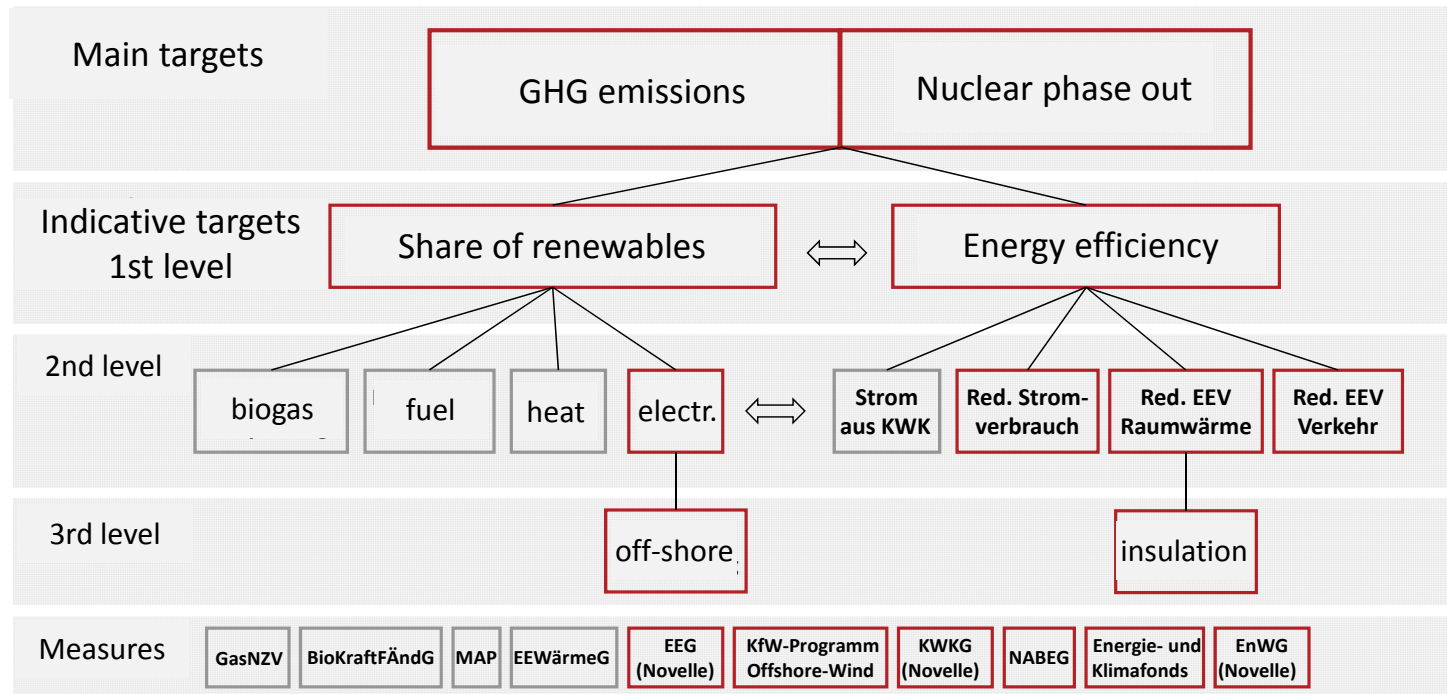 Main targets
GHG emissions
Nuclear phase out
Indicative targets
1st level
Share of renewables
Energy efficiency
2nd level
biogas
fuel
heat
electr.
Strom
aus KWK
Red. Strom-
verbrauch
Red. EEV
Raumwärme
Red. EEV
Verkehr
3rd level
off-shore
insulation
Measures
GasNZV
BioKraftFÄndG
MAP
EEWärmeG
EEG
(Novelle)
KfW-Programm
Offshore-Wind
KWKG
(Novelle)
NABEG
Energie- und
Klimafonds
EnWG
(Novelle)